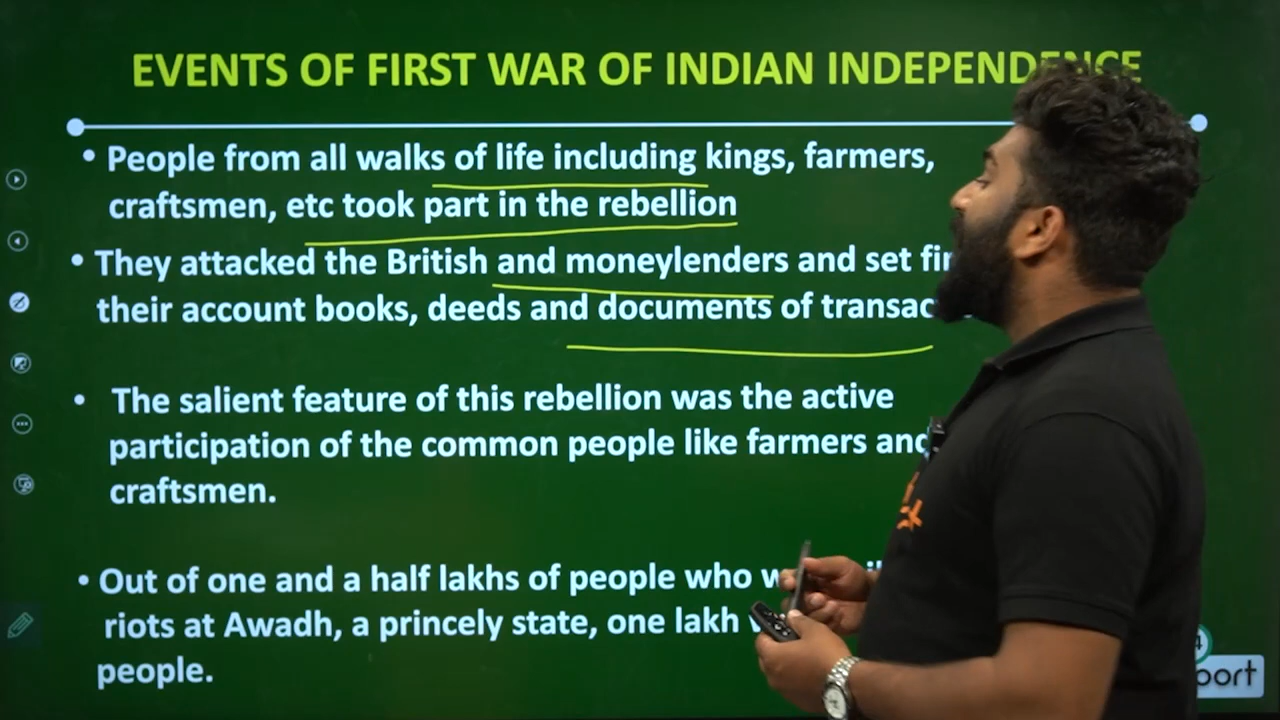 EVENTS OF FIRST WAR OF INDIAN INDEPENDENCE
• People from all walks of life including kings, farmers,
craftsmen, etc took part in the rebellion
• They attacked the British and moneylenders and set
their account books, deeds and documents of
• The salient feature of this rebellion was the active
participation of the common people like farmers and
craftsmen.
• Out of one and a half lakhs of people who
riots at Awadh, a princely state, one lakh
people.